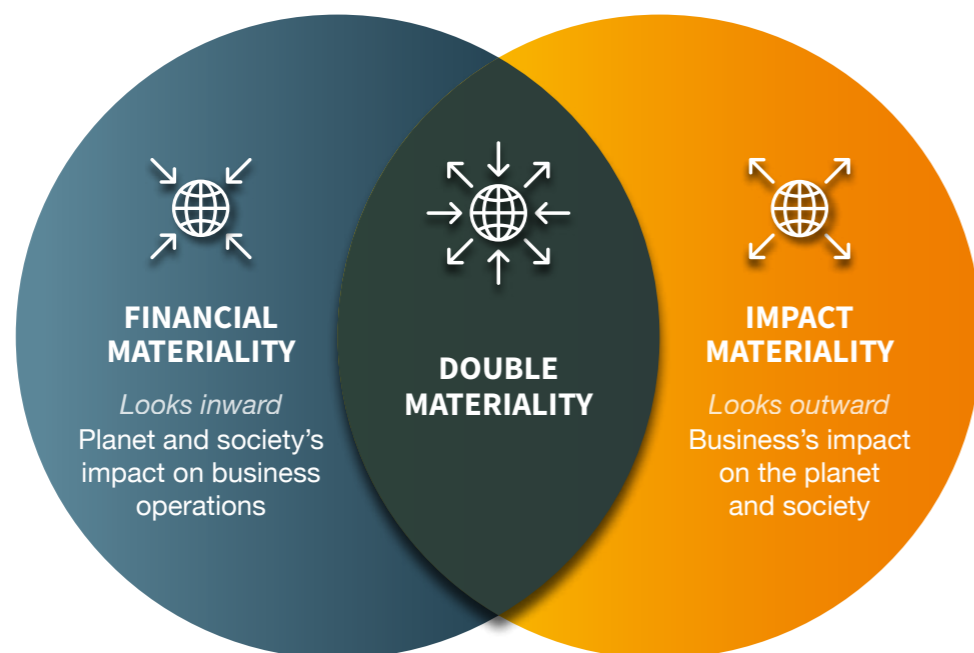 FINANCIAL
MATERIALITY
Looks inward
Planet and society's
impact on business
operations
DOUBLE
MATERIALITY
IMPACT
MATERIALITY
Looks outward
Business's impact
on the planet
and society